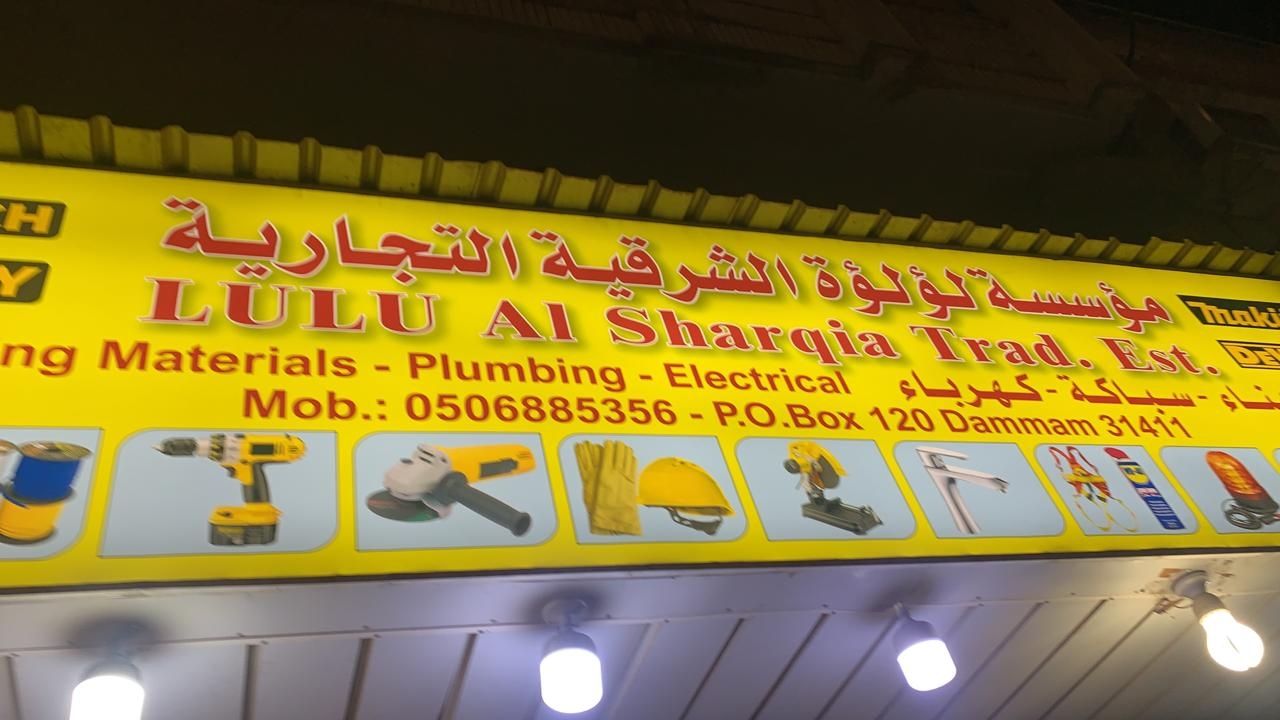 مؤسسة لؤلؤة الشرقية التجارية
LULU Al Sharqia Trad. Est.
Materials - Plumbing - Electrical
سباكة - كهرباء
Mob.: 0506885356 - P.O.Box 120 Dammam 31411